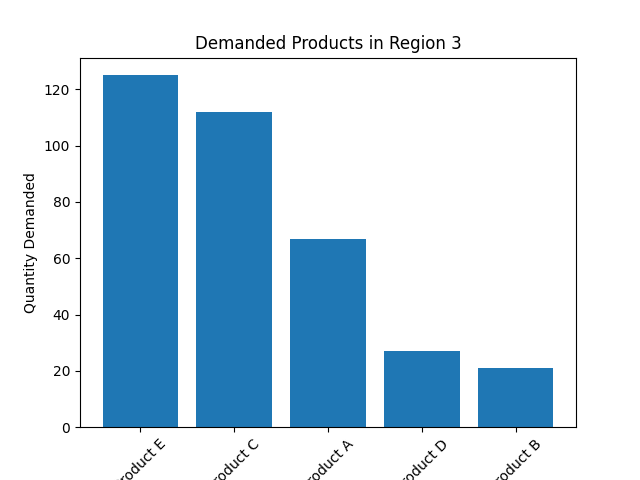 Demanded Products in Region 3
Quantity Demanded
120
100
80
60
40
20
0
roduct E
roduct C
roduct A
roduct D
roduct B